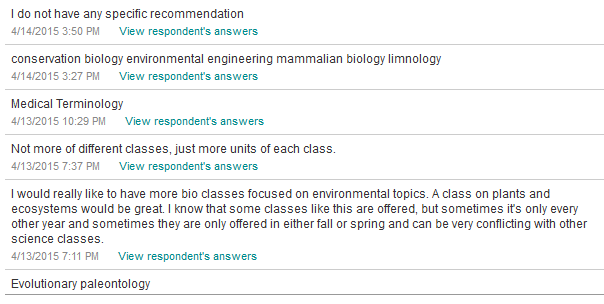 I do not have any specific recommendation
4/14/2015 3:50 PM View respondent's answers
conservation biology environmental engineering mammalian biology limnology
4/14/2015 3:27 PM View respondent's answers
Medical Terminology
4/13/2015 10:29 PM View respondent's answers
Not more of different classes, just more units of each class.
4/13/2015 7:37 PM View respondent's answers
I would really like to have more bio classes focused on environmental topics. A class on plants and
ecosystems would be great. I know that some classes like this are offered, but sometimes it's only every
other year and sometimes they are only offered in either fall or spring and can be very conflicting with other
science classes.
4/13/2015 7:11 PM View respondent's answers
Evolutionary paleontology